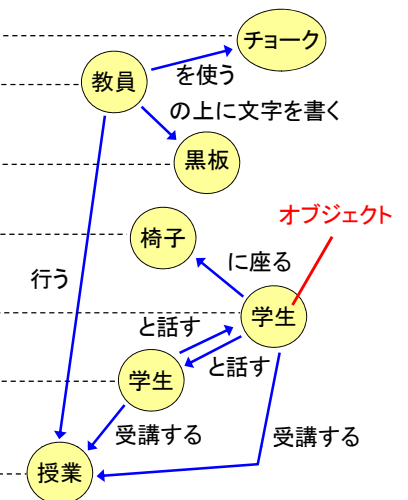 チョーク
教員
を使う
の上に文字を書く
黒板
オブジェクト
椅子
に座る
行う
学生
と話す
と話す
学生
受講する
受講する
授業